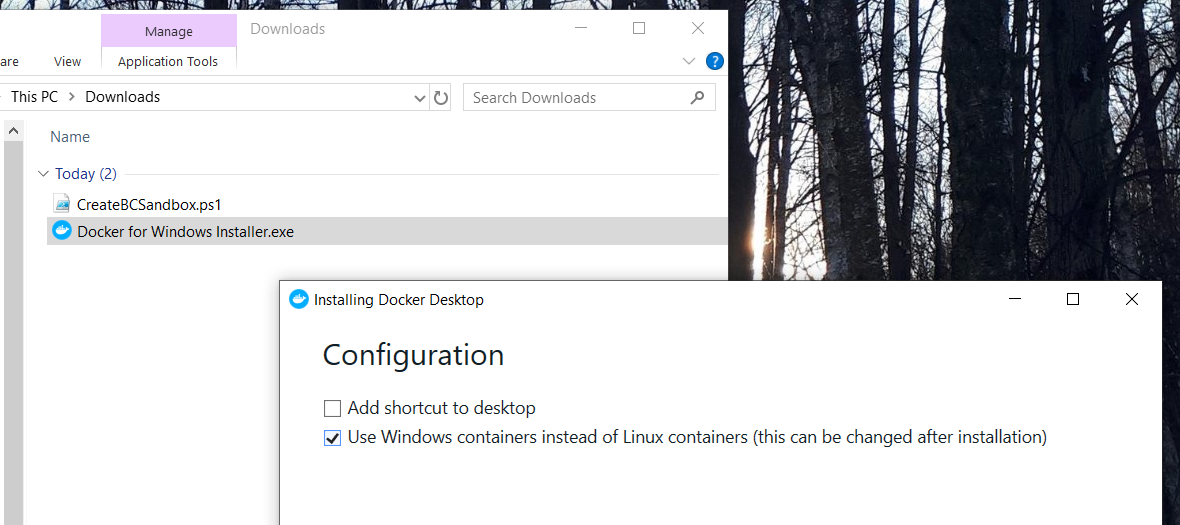 Manage
Downloads
are
View
Application Tools
?
This PC > Downloads
Search Downloads
Name
Today (2)
CreateBCSandbox.ps1
Docker for Windows Installer.exe
Installing Docker Desktop
Configuration
Add shortcut to desktop
Use Windows containers instead of Linux containers (this can be changed after installation)